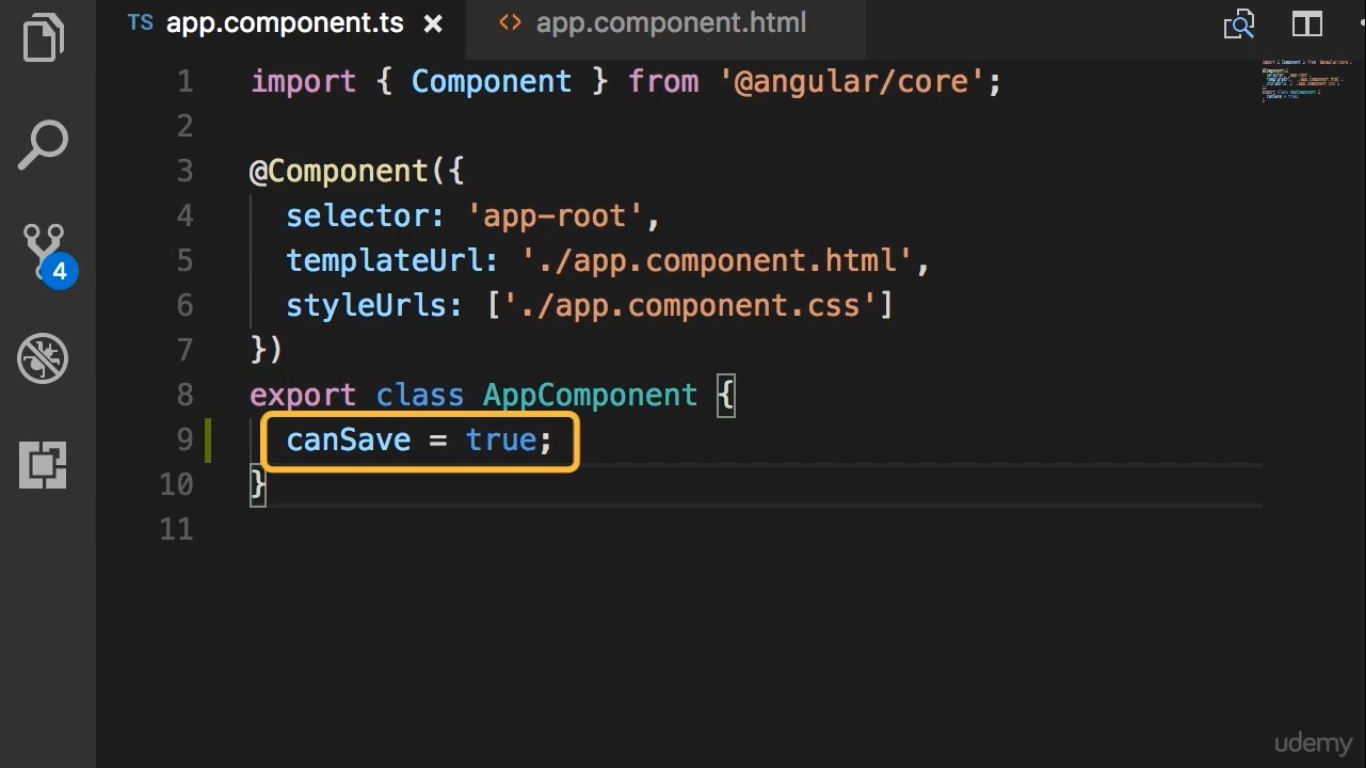 TS app.component.ts × <> app.component.html
1 import { Component } from '@angular/core';
2
3 @Component({
4 selector: 'app-root',
5 templateUrl: './app.component.html',
6 styleUrls: ['./app.component.css']
7 })
8 export class AppComponent {
9 canSave = true;
10 }
11
4
udemy